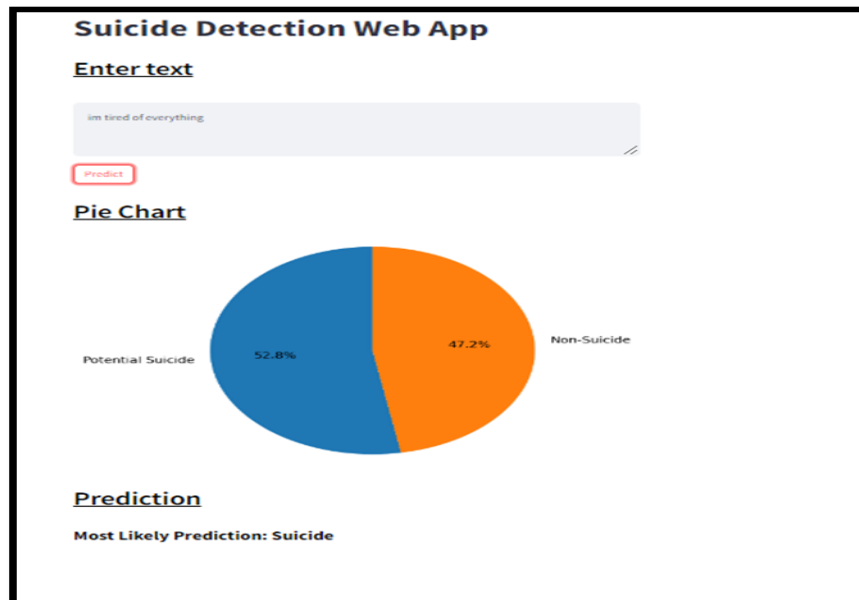 Suicide Detection Web App
Enter text
im tired of everything
Predict
Pie Chart
52.8%
47.2%
Non-Suicide
Potential Suicide
Prediction
Most Likely Prediction: Suicide